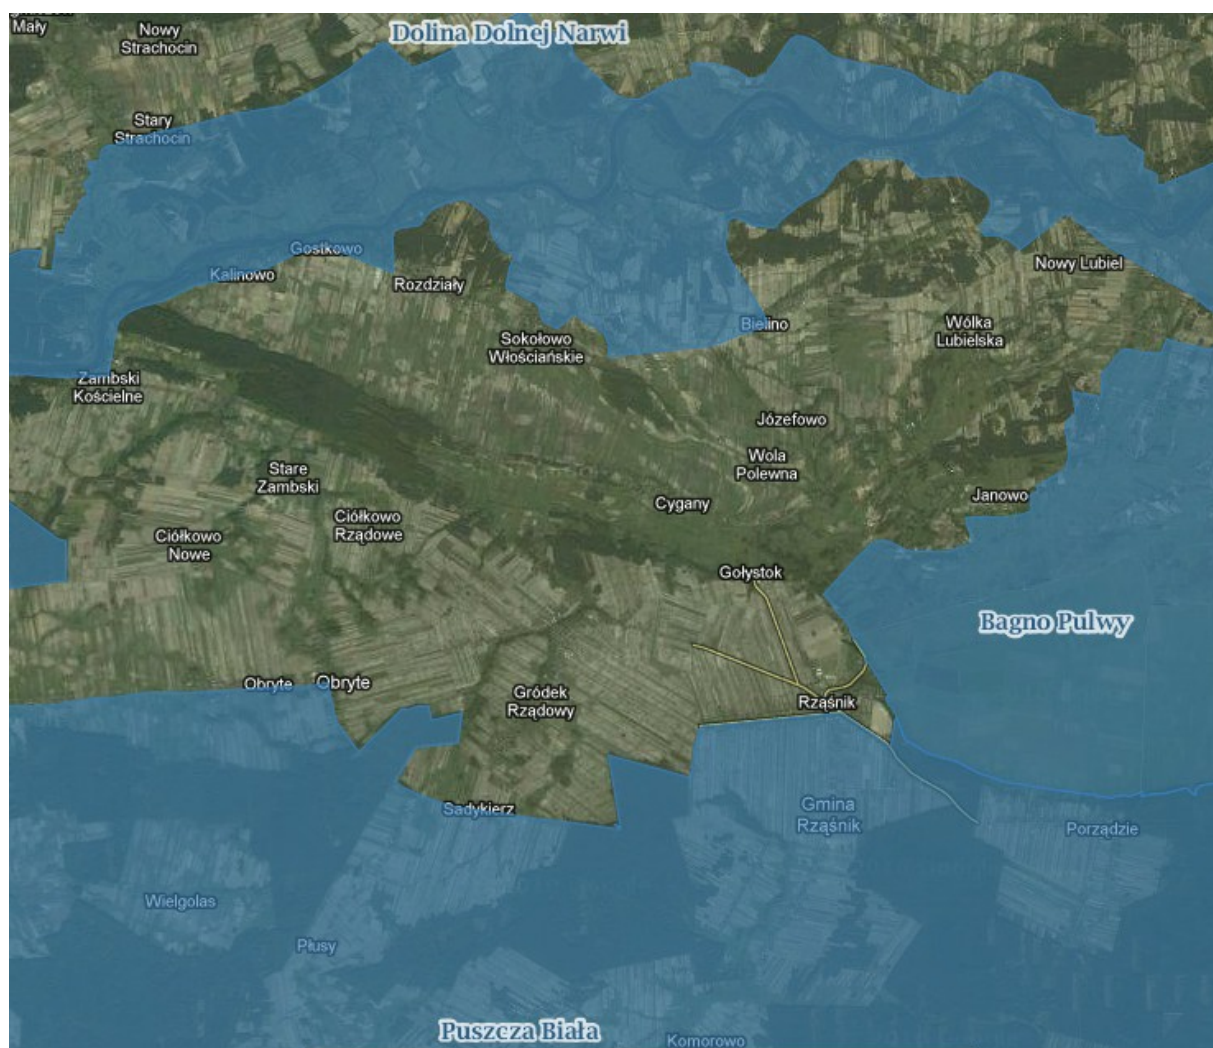 Mały
Nowy
Strachocin
Dolina Dolnej Narwi
Stary
Strachocin
Gostkowo
Kalinowo
Rozdziały
Nowy Lubiel
Bielino
Wólka
Lubielska
Sokołowo
Włościańskie
Zambski
Kościelne
Józefowo
Wola
Polewna
Stare
Zambski
Janowo
Cygany
Ciółkowo
Rządowe
Ciółkowo
Nowe
Gołystok
Bagno Pulwy
Obryte
Obryte
Gródek
Rządowy
Rząśnik
Sadykierz
Gmina
Rząśnik
Porządzie
Wielgolas
Płusy
Puszcza Biała
Komorowo